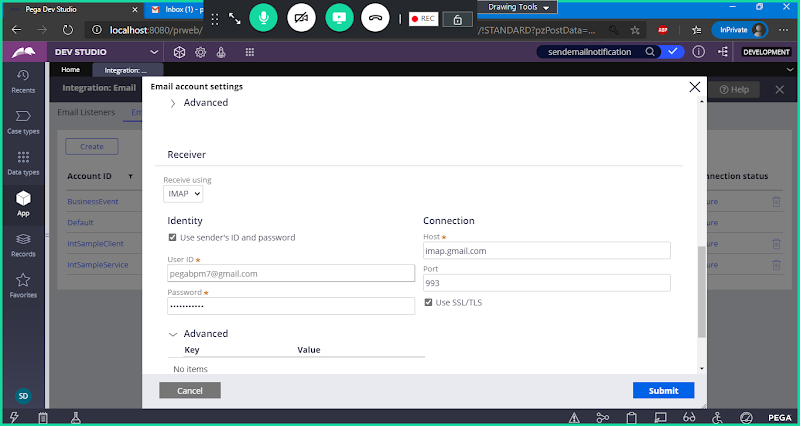 Pega Dev Studio
Inbox (1) - p
REC
Drawing Tools
localhost:8080/prweb/
/!STANDARD?pzPostData=...
ABP
InPrivate
DEV STUDIO
sendemailnotification
DEVELOPMENT
Recents
Case types
Data types
App
Records
Favorites
SD
Home
Integration: ...
Integration: Email
Help
Email Listeners
Em
Create
Account ID
nnection status
BusinessEvent
ure
Default
ure
IntSampleClient
ure
IntSampleService
ure
Email account settings
Advanced
Receiver
Receive using
IMAP
Identity
Connection
Use sender's ID and password
Host *
imap.gmail.com
User ID *
pegabpm7@gmail.com
Port
993
Password *
•••••••••••
Use SSL/TLS
Advanced
Key Value
No items
Cancel
Submit
PEGA